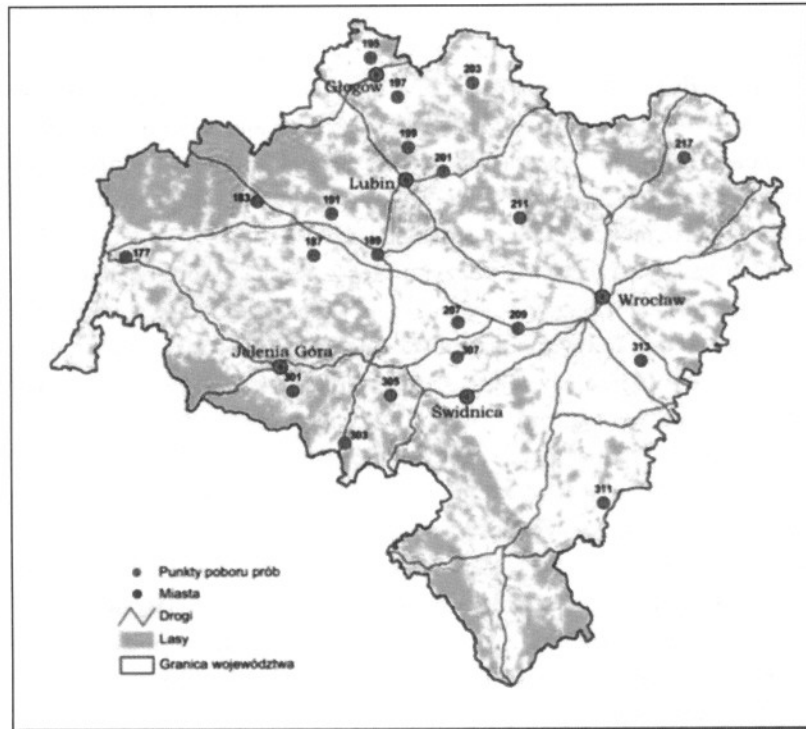 195
Głogów
197
203
199
201
217
Lubin
183
191
211
187
189
177
207
209
Wrocław
307
313
Jelenia Góra
301
305
Świdnica
303
311
Punkty poboru prób
Miasta
Drogi
Lasy
Granica województwa